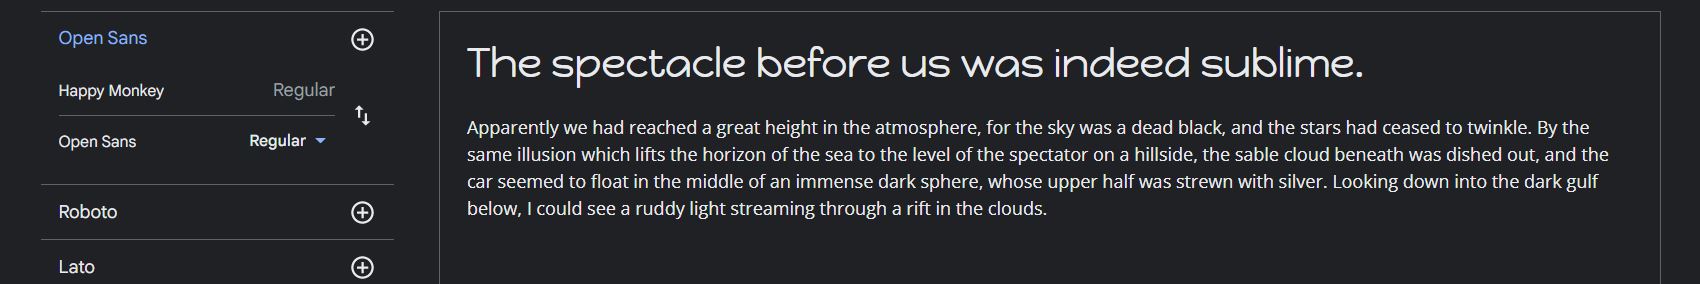 Open Sans
Happy Monkey Regular
Open Sans Regular
Roboto
Lato
The spectacle before us was indeed sublime.
Apparently we had reached a great height in the atmosphere, for the sky was a dead black, and the stars had ceased to twinkle. By the
same illusion which lifts the horizon of the sea to the level of the spectator on a hillside, the sable cloud beneath was dished out, and the
car seemed to float in the middle of an immense dark sphere, whose upper half was strewn with silver. Looking down into the dark gulf
below, I could see a ruddy light streaming through a rift in the clouds.